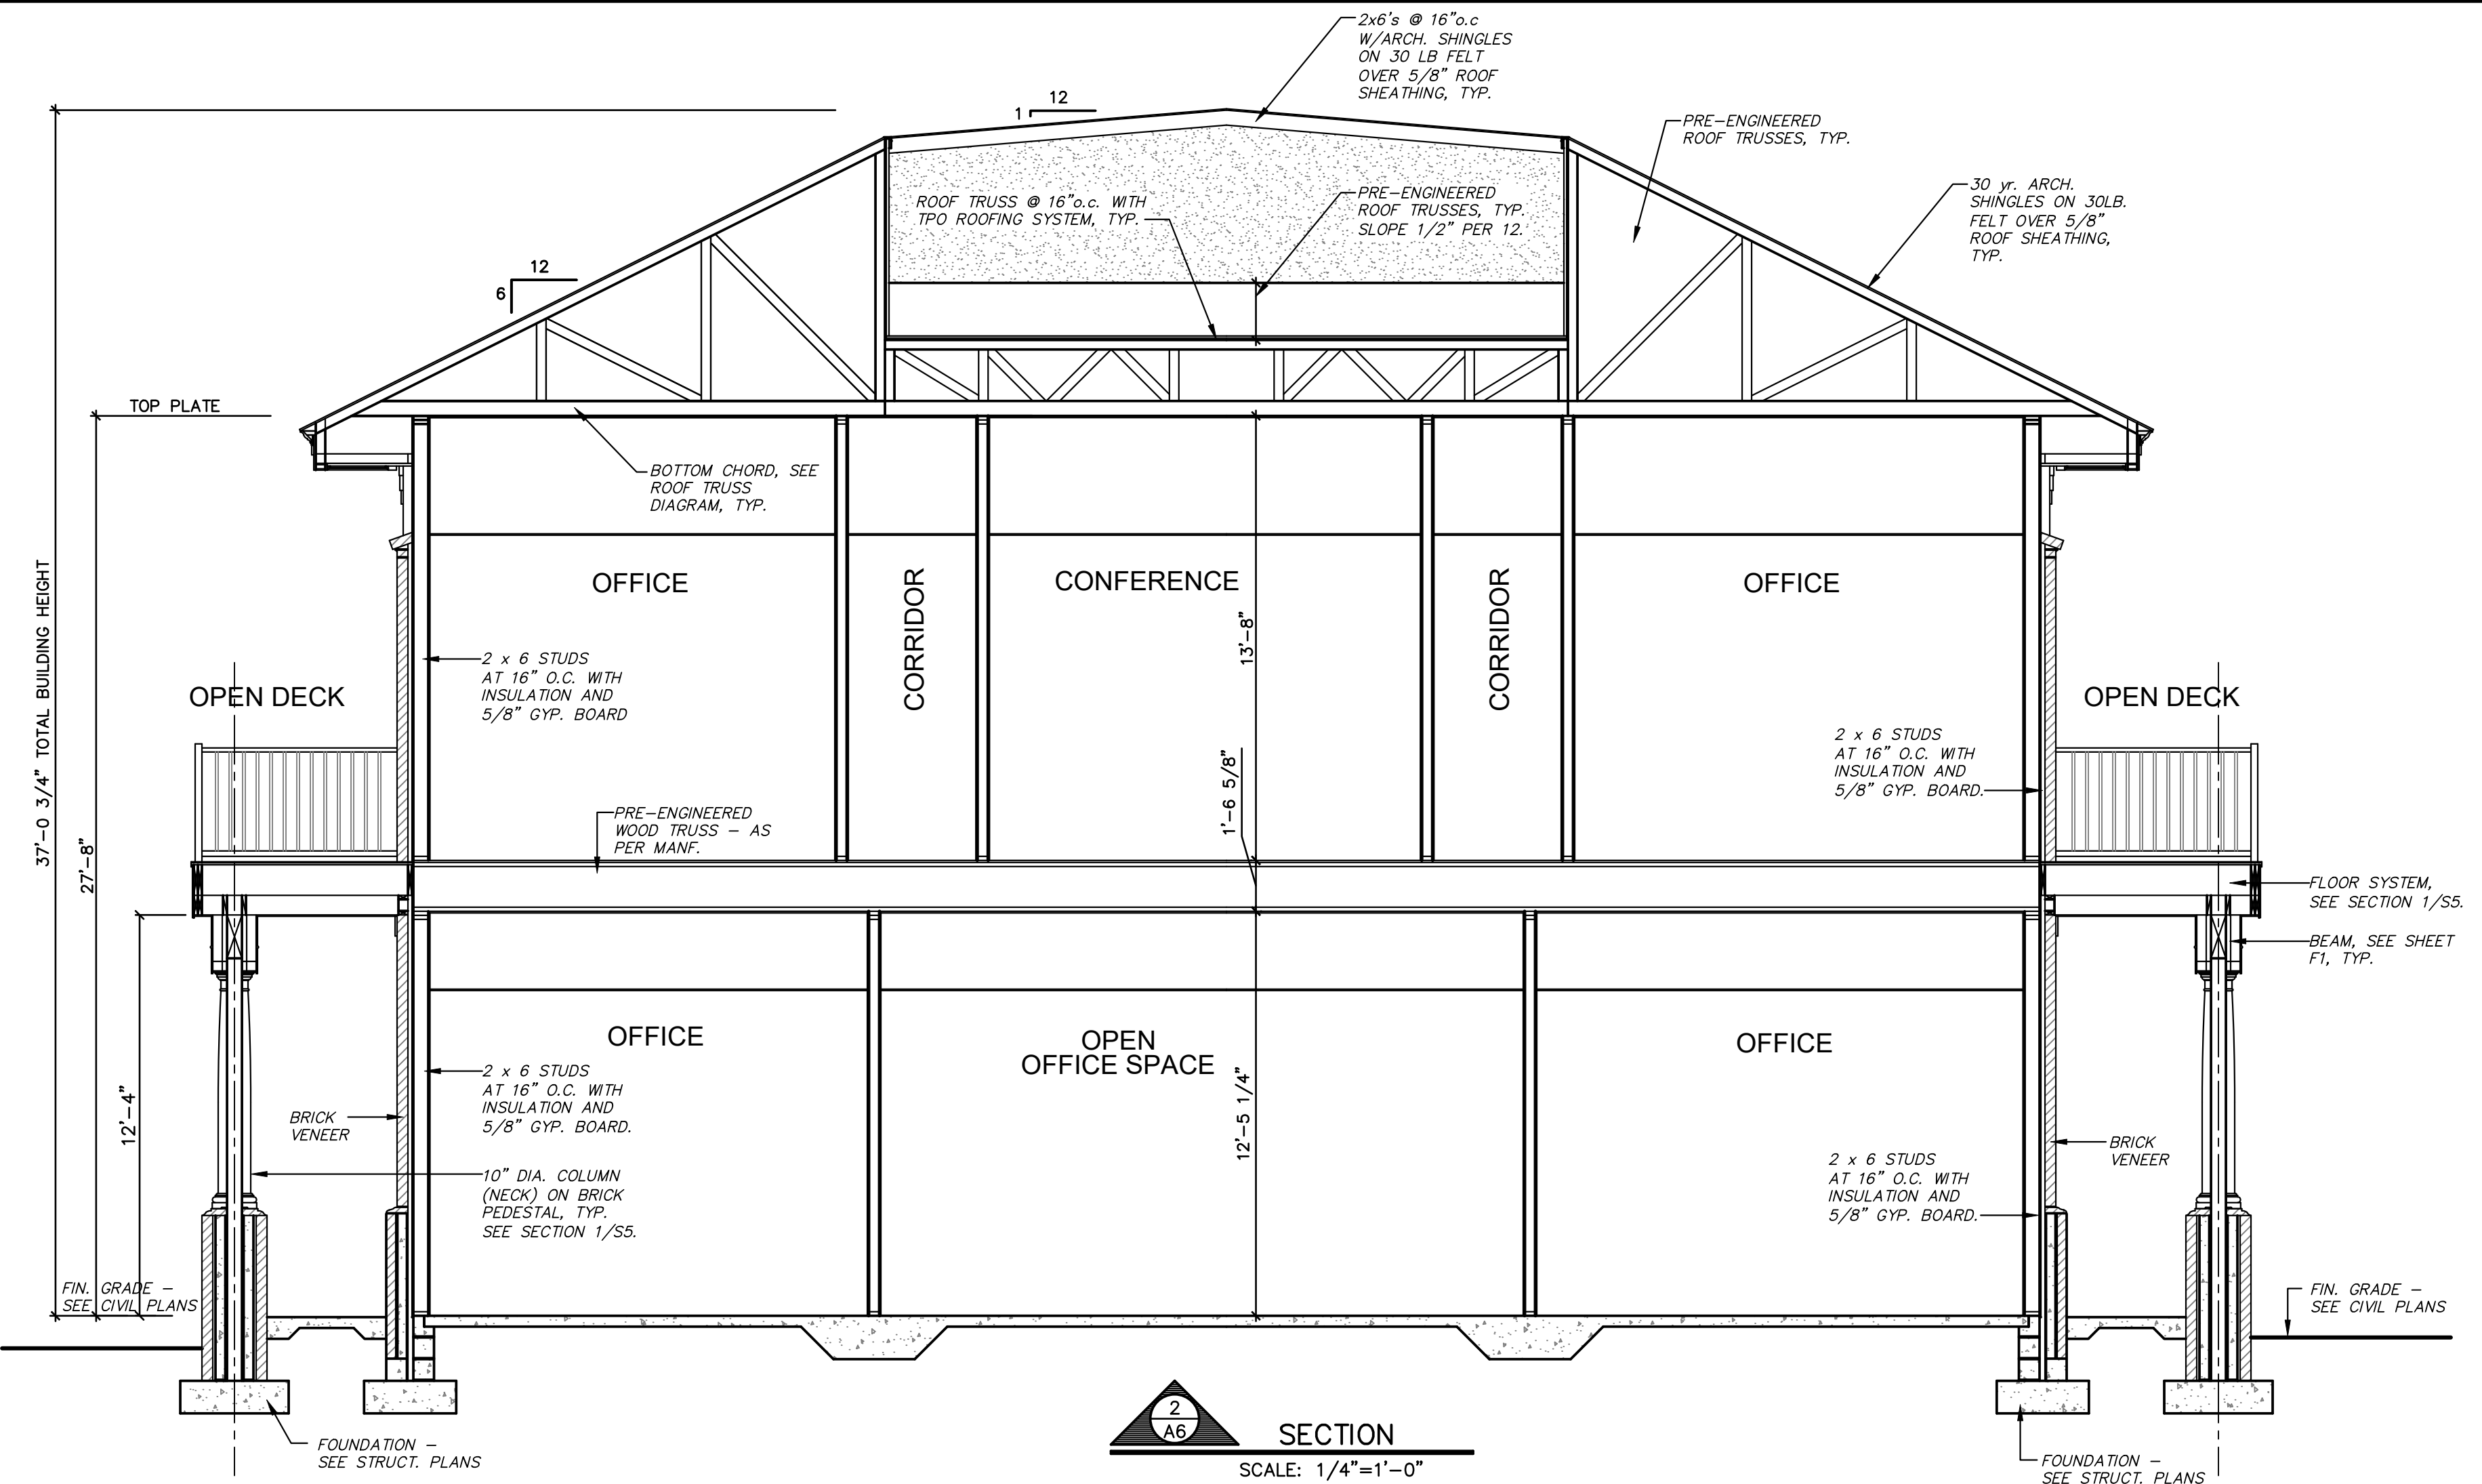 2x6's @ 16"o.c
W/ARCH. SHINGLES
ON 30 LB FELT
OVER 5/8" ROOF
SHEATHING, TYP.
12
1
PRE-ENGINEERED
ROOF TRUSSES, TYP.
30 yr. ARCH.
SHINGLES ON 30LB.
FELT OVER 5/8"
ROOF SHEATHING,
TYP.
ROOF TRUSS @ 16"o.c. WITH
TPO ROOFING SYSTEM, TYP.
PRE-ENGINEERED
ROOF TRUSSES, TYP.
SLOPE 1/2" PER 12.
12
6
TOP PLATE
BOTTOM CHORD, SEE
ROOF TRUSS
DIAGRAM, TYP.
37'-0 3/4" TOTAL BUILDING HEIGHT
27'-8"
12'-4"
OFFICE
CORRIDOR
CONFERENCE
13'-8"
CORRIDOR
OFFICE
2 x 6 STUDS
AT 16" O.C. WITH
INSULATION AND
5/8" GYP. BOARD
OPEN DECK
OPEN DECK
2 x 6 STUDS
AT 16" O.C. WITH
INSULATION AND
5/8" GYP. BOARD.
1'-6 5/8"
PRE-ENGINEERED
WOOD TRUSS - AS
PER MANF.
FLOOR SYSTEM,
SEE SECTION 1/S5.
BEAM, SEE SHEET
F1, TYP.
OFFICE
OPEN
OFFICE SPACE
OFFICE
12'-5 1/4"
2 x 6 STUDS
AT 16" O.C. WITH
INSULATION AND
5/8" GYP. BOARD.
BRICK
VENEER
10" DIA. COLUMN
(NECK) ON BRICK
PEDESTAL, TYP.
SEE SECTION 1/S5.
2 x 6 STUDS
AT 16" O.C. WITH
INSULATION AND
5/8" GYP. BOARD.
BRICK
VENEER
FIN. GRADE -
SEE CIVIL PLANS
FIN. GRADE -
SEE CIVIL PLANS
FOUNDATION -
SEE STRUCT. PLANS
2
A6
SECTION
SCALE: 1/4"=1'-0"
FOUNDATION -
SEE STRUCT. PLANS